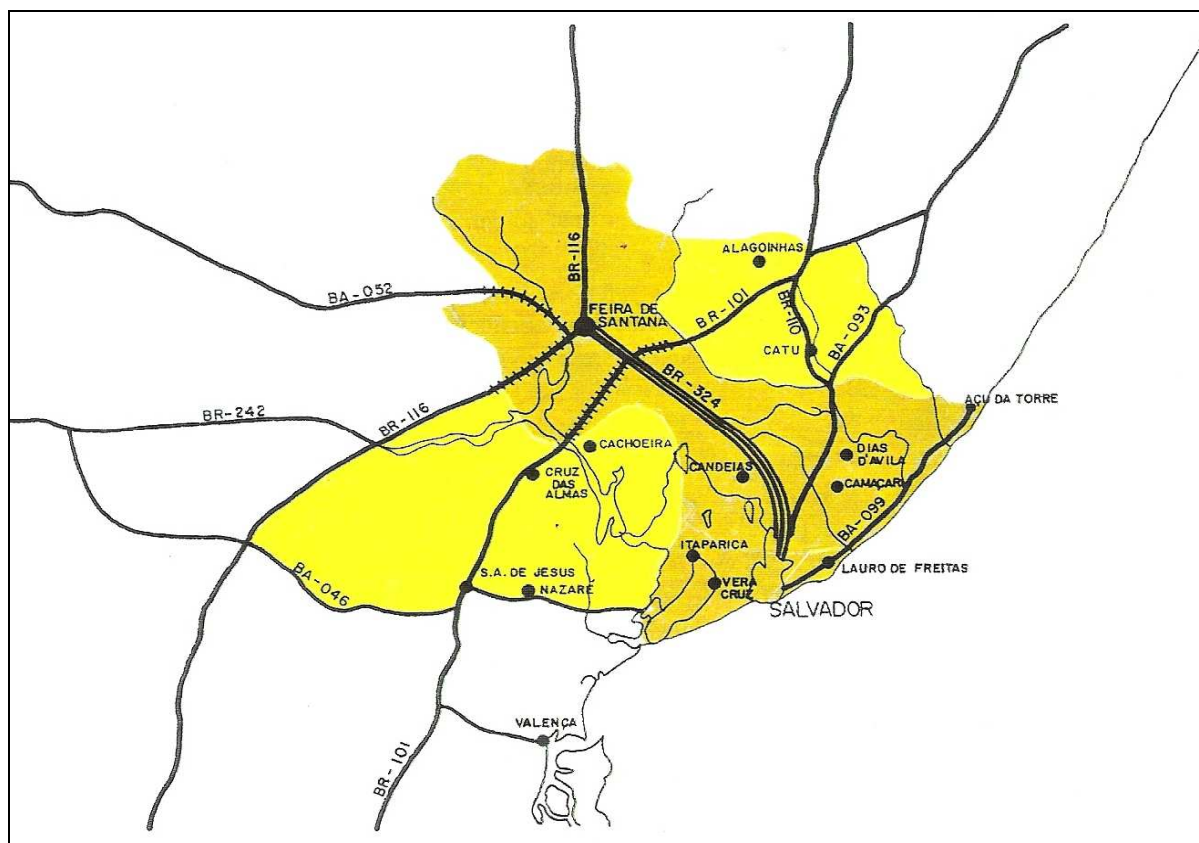 BR-116
ALAGOINHAS
BA-052
BR-101
BR-110
BA-093
FEIRA DE
SANTANA
CATU
BR-324
AÇU DA TORRE
BR-242
BR-116
CACHOEIRA
DIAS
D'AVILA
CRUZ
DAS
ALMAS
CANDEIAS
CAMAÇARI
BA-099
ITAPARICA
LAURO DE FREITAS
BA-046
S.A. DE JESUS
NAZARÉ
VERA
CRUZ
SALVADOR
VALENÇA
BR-101